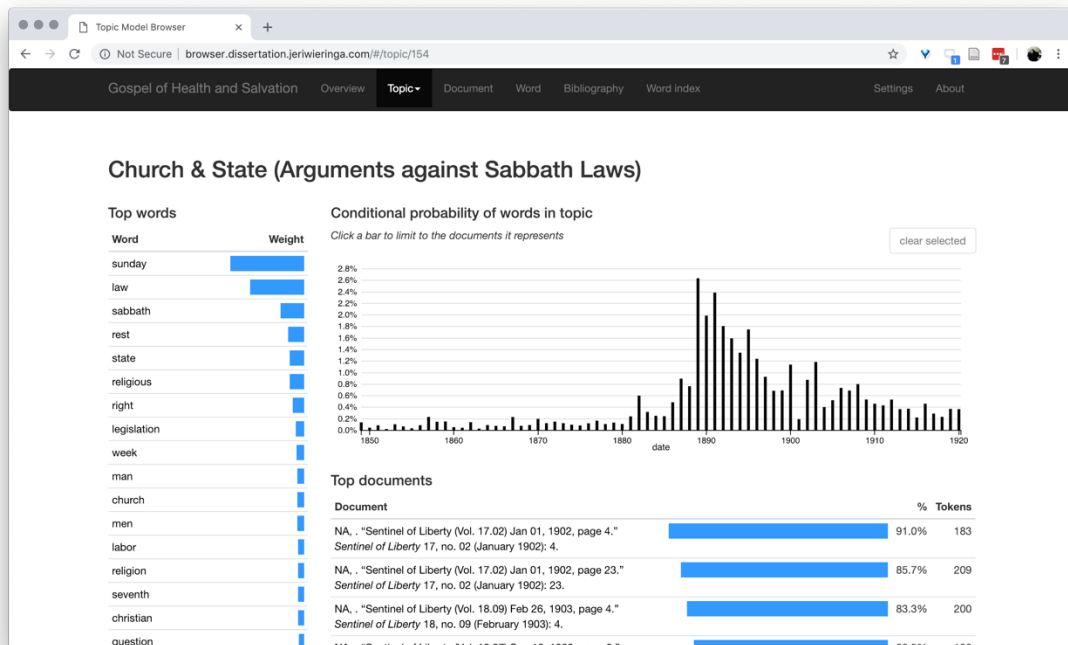 Topic Model Browser
Not Secure | browser.dissertation.jeriwieringa.com/#/topic/154
1
7
Gospel of Health and Salvation Overview Topic Document Word Bibliography Word index Settings About
Church & State (Arguments against Sabbath Laws)
Top words
Word Weight
sunday
law
sabbath
rest
state
religious
right
legislation
week
man
church
men
labor
religion
seventh
christian
question
Conditional probability of words in topic
Click a bar to limit to the documents it represents
clear selected
2.8%
2.6%
2.4%
2.2%
2.0%
1.8%
1.6%
1.4%
1.2%
1.0%
0.8%
0.6%
0.4%
0.2%
0.0%
1850 1860 1870 1880 1890 1900 1910 1920
date
Top documents
Document % Tokens
NA, . “Sentinel of Liberty (Vol. 17.02) Jan 01, 1902, page 4.” 91.0% 183
Sentinel of Liberty 17, no. 02 (January 1902): 4.
NA, . “Sentinel of Liberty (Vol. 17.02) Jan 01, 1902, page 23.” 85.7% 209
Sentinel of Liberty 17, no. 02 (January 1902): 23.
NA, . “Sentinel of Liberty (Vol. 18.09) Feb 26, 1903, page 4.” 83.3% 200
Sentinel of Liberty 18, no. 09 (February 1903): 4.